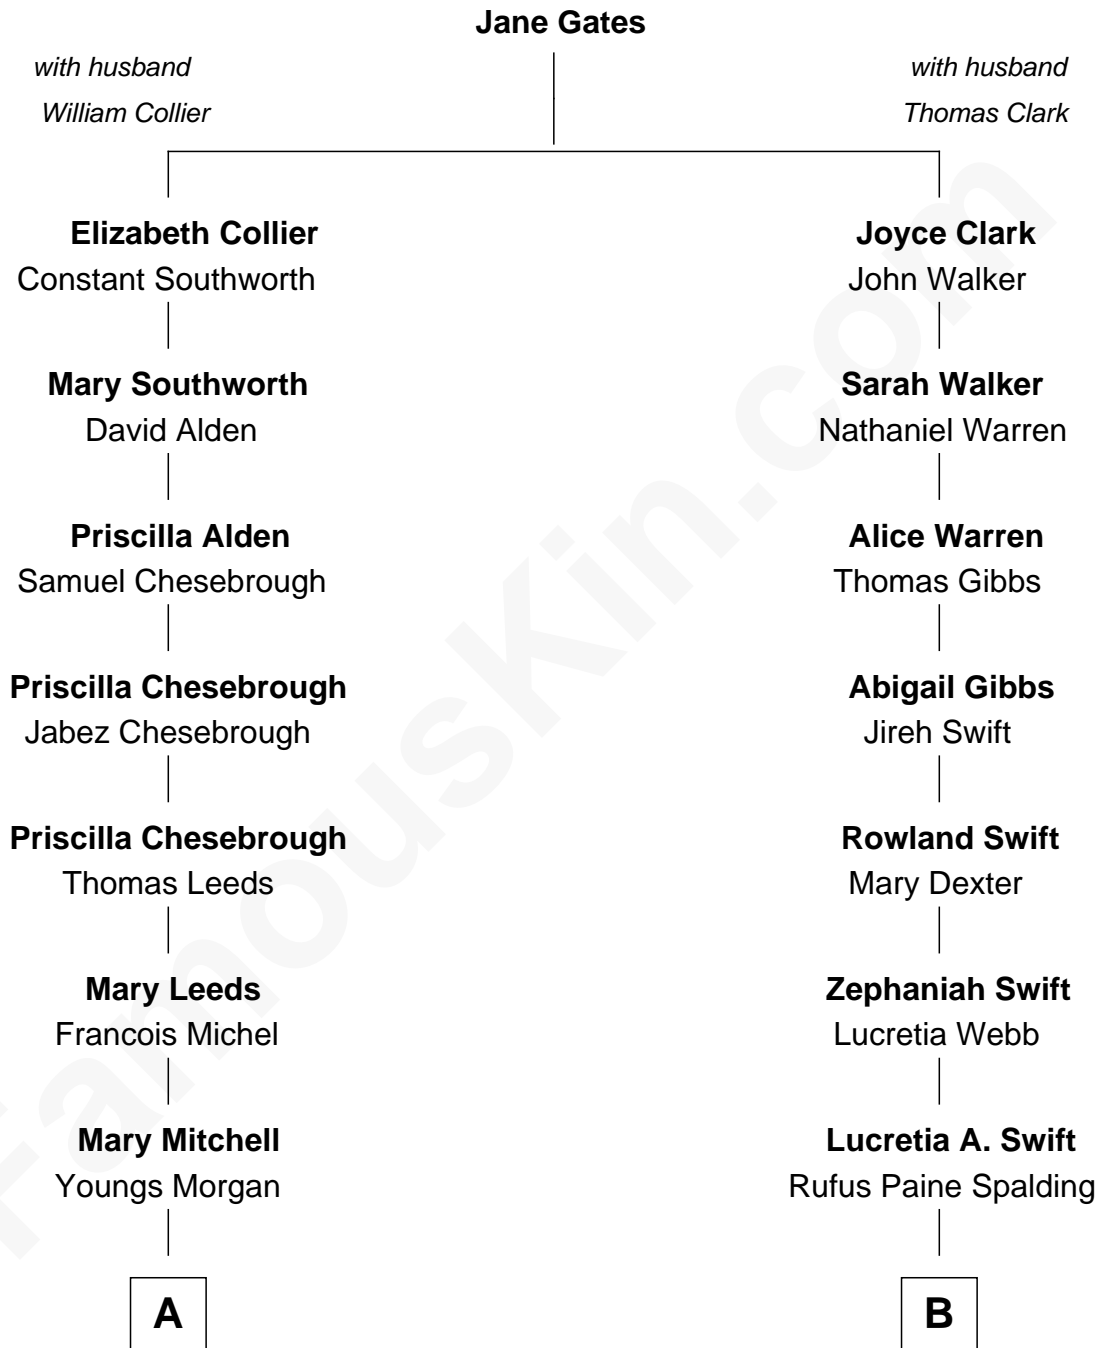 Jane Gates
with husband
William Collier
with husband
Thomas Clark
Elizabeth Collier
Constant Southworth
Joyce Clark
John Walker
Mary Southworth
David Alden
Sarah Walker
Nathaniel Warren
Priscilla Alden
Samuel Chesebrough
Alice Warren
Thomas Gibbs
Priscilla Chesebrough
Jabez Chesebrough
Abigail Gibbs
Jireh Swift
Priscilla Chesebrough
Thomas Leeds
Rowland Swift
Mary Dexter
Mary Leeds
Francois Michel
Zephaniah Swift
Lucretia Webb
Mary Mitchell
Youngs Morgan
Lucretia A. Swift
Rufus Paine Spalding
A
B
FamousKin.com